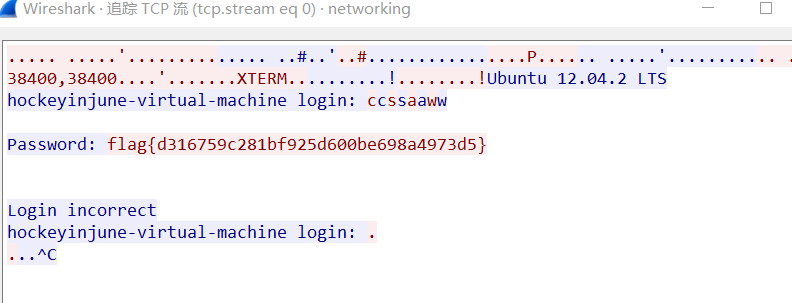 Wireshark · 追踪 TCP 流 (tcp.stream eq 0) · networking
..... .....'.............. ..#..'..#..................P...... .....'........... .
38400,38400....'.......XTERM..........!........!Ubuntu 12.04.2 LTS
hockeyinjune-virtual-machine login: ccssaaww
Password: flag{d316759c281bf925d600be698a4973d5}
Login incorrect
hockeyinjune-virtual-machine login: .
...^C